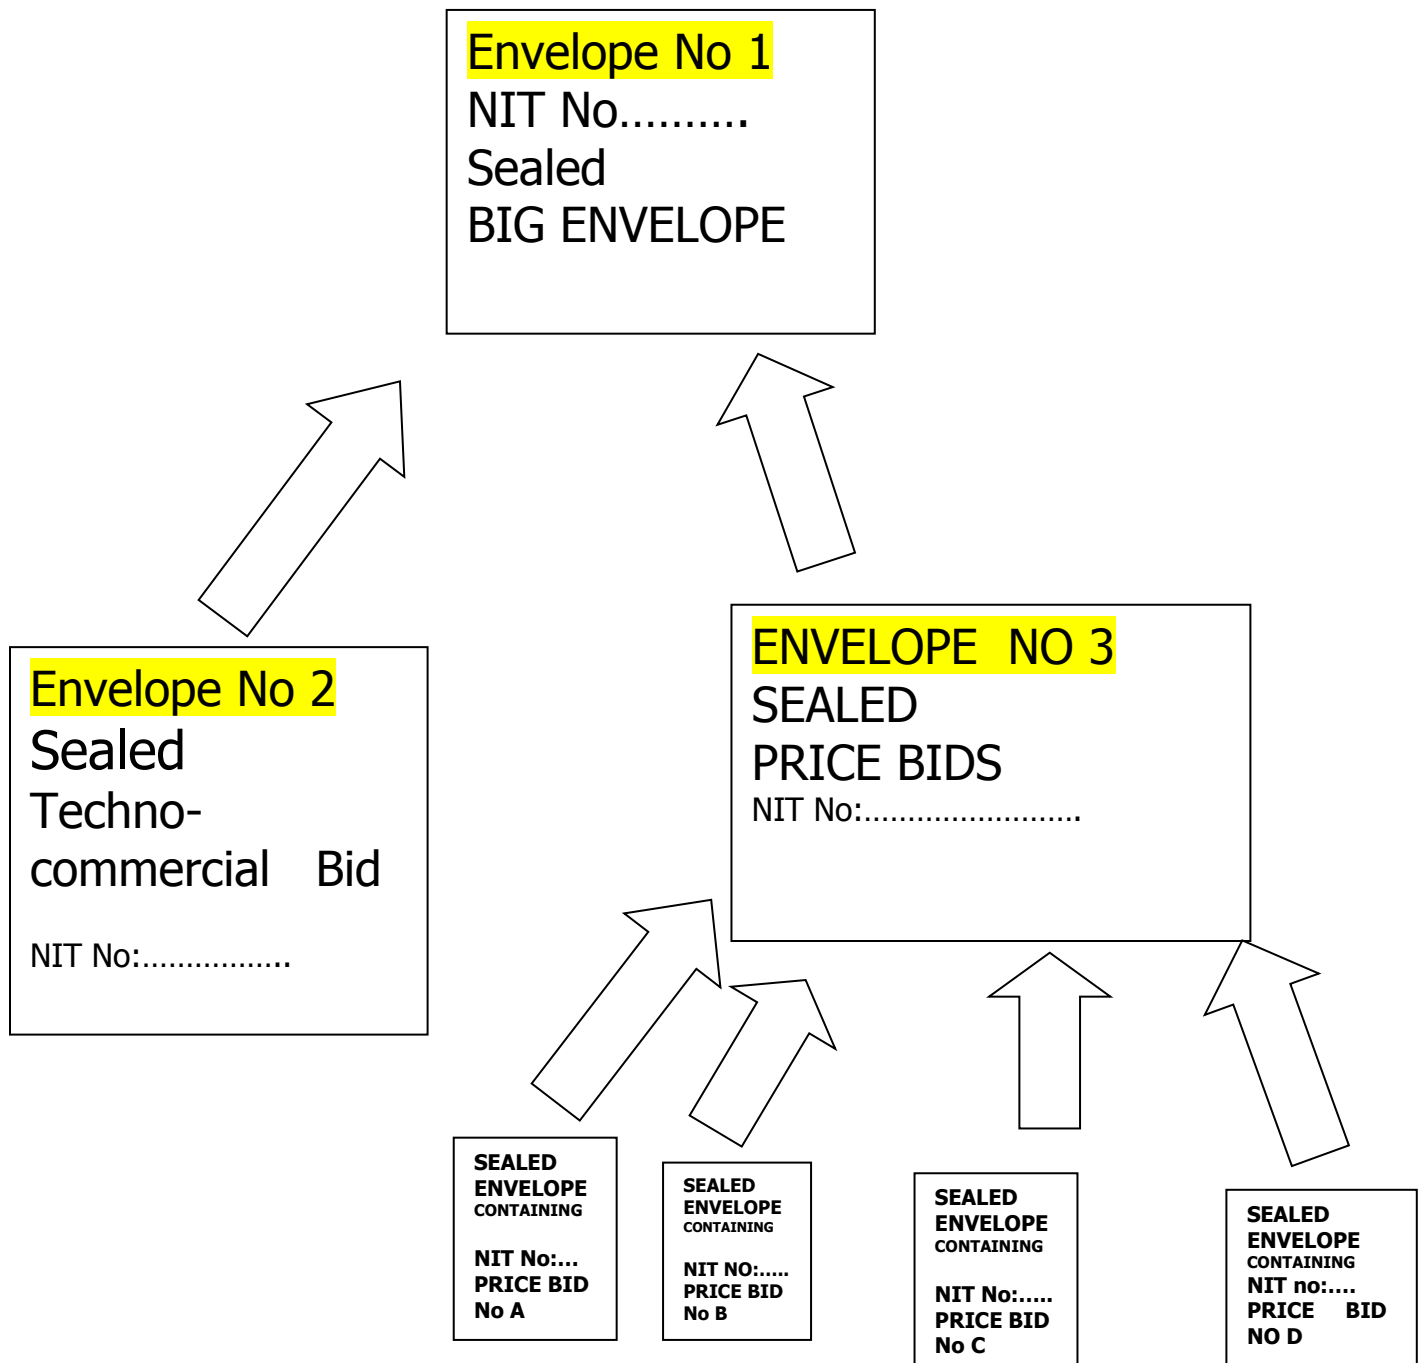 Envelope No 1
NIT No..........
Sealed
BIG ENVELOPE
Envelope No 2
Sealed
Techno-
commercial Bid
NIT No:.................
ENVELOPE NO 3
SEALED
PRICE BIDS
NIT No:.........................
SEALED
ENVELOPE
CONTAINING
NIT No:...
PRICE BID
No A
SEALED
ENVELOPE
CONTAINING
NIT NO:.....
PRICE BID
No B
SEALED
ENVELOPE
CONTAINING
NIT No:.....
PRICE BID
No C
SEALED
ENVELOPE
CONTAINING
NIT no:....
PRICE BID
NO D